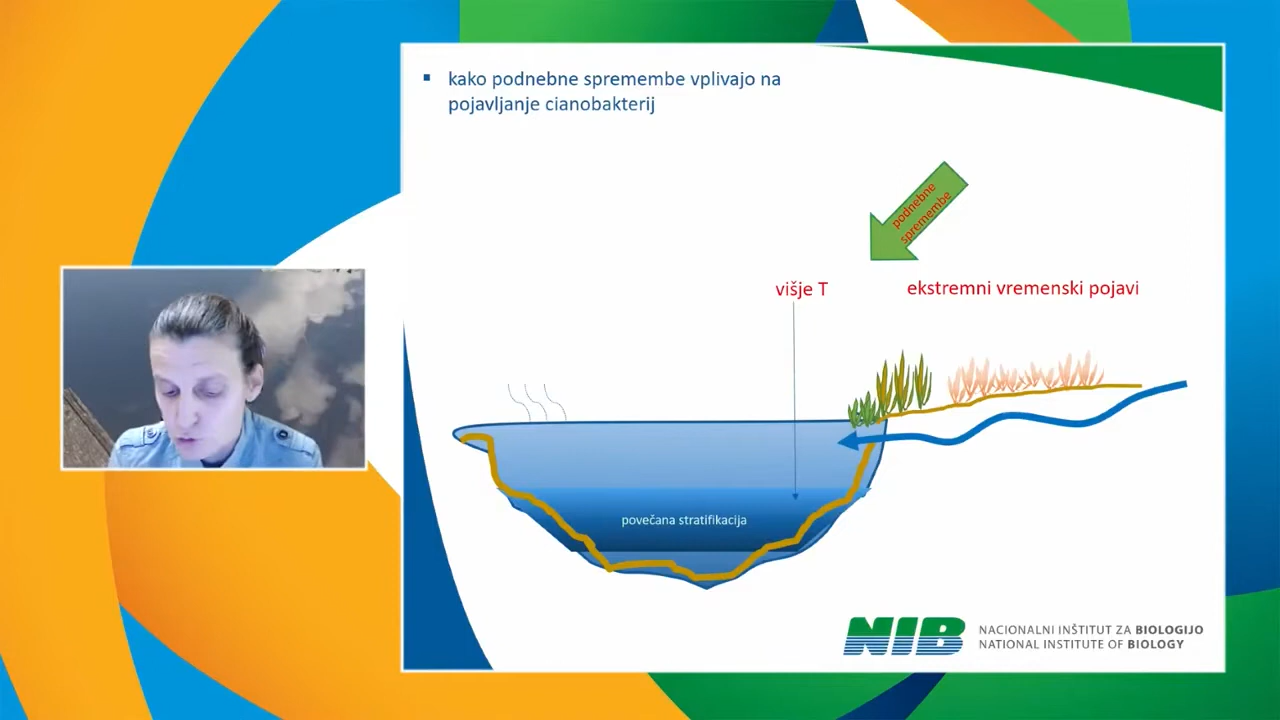 kako podnebne spremembe vplivajo na
pojavljanje cianobakterij
podnebne
spremembe
višje T
ekstremni vremenski pojavi
povečana stratifikacija
NIB
NACIONALNI INŠTITUT ZA BIOLOGIJO
NATIONAL INSTITUTE OF BIOLOGY